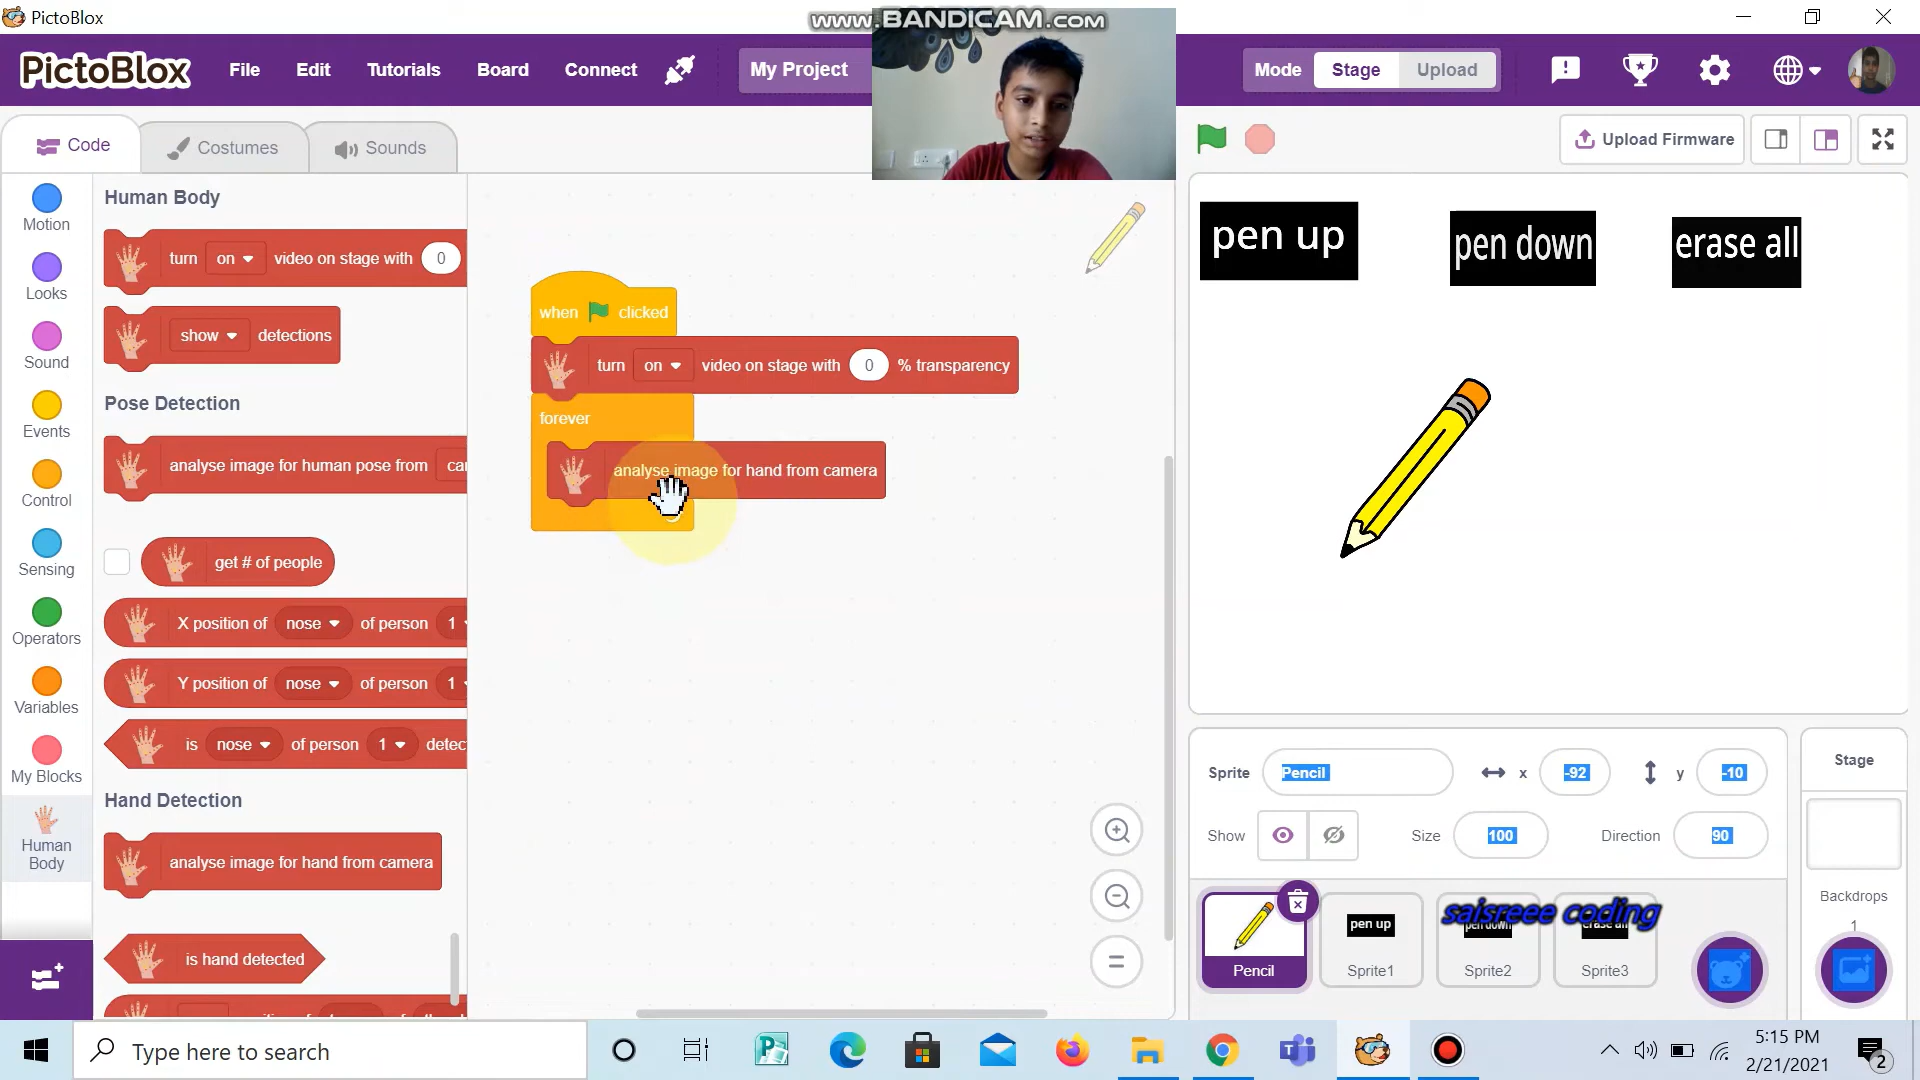 PictoBlox
www.BANDICAM.com
PictoBlox File Edit Tutorials Board Connect My Project Mode Stage Upload
Code Costumes Sounds
Upload Firmware
Motion
Looks
Sound
Events
Control
Sensing
Operators
Variables
My Blocks
Human
Body
Human Body
turn on video on stage with 0
show detections
Pose Detection
analyse image for human pose from
get # of people
X position of nose of person 1
Y position of nose of person 1
is nose of person 1
Hand Detection
analyse image for hand from camera
is hand detected
when clicked
turn on video on stage with 0 % transparency
forever
analyse image for hand from camera
pen up
pen down
erase all
Sprite Pencil x -92 y -10
Show Size 100 Direction 90
Stage
Backdrops
1
saisreee coding
pen up
Pencil
Sprite1
Sprite2
Sprite3
Type here to search
5:15 PM
2/21/2021
2